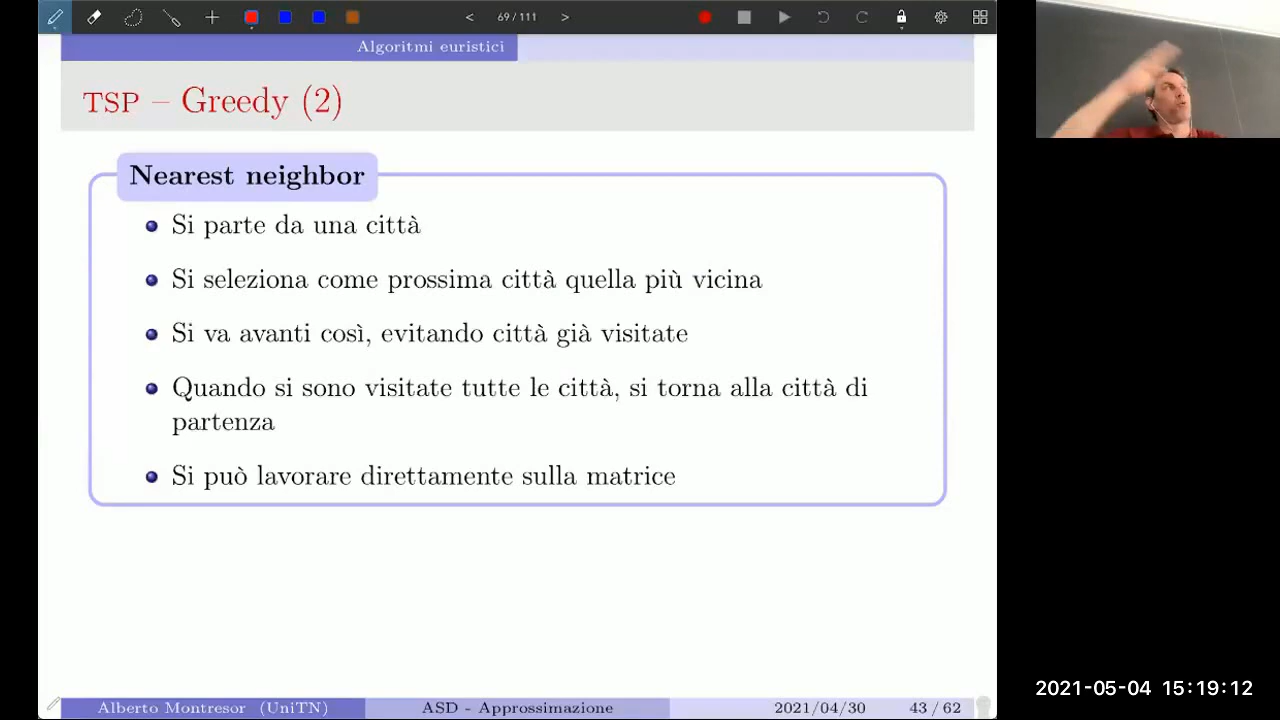 69 / 111
Algoritmi euristici
TSP – Greedy (2)
Nearest neighbor
Si parte da una città
Si seleziona come prossima città quella più vicina
Si va avanti così, evitando città già visitate
Quando si sono visitate tutte le città, si torna alla città di
partenza
Si può lavorare direttamente sulla matrice
Alberto Montresor (UniTN) ASD - Approssimazione 2021/04/30 43 / 62
2021-05-04 15:19:12